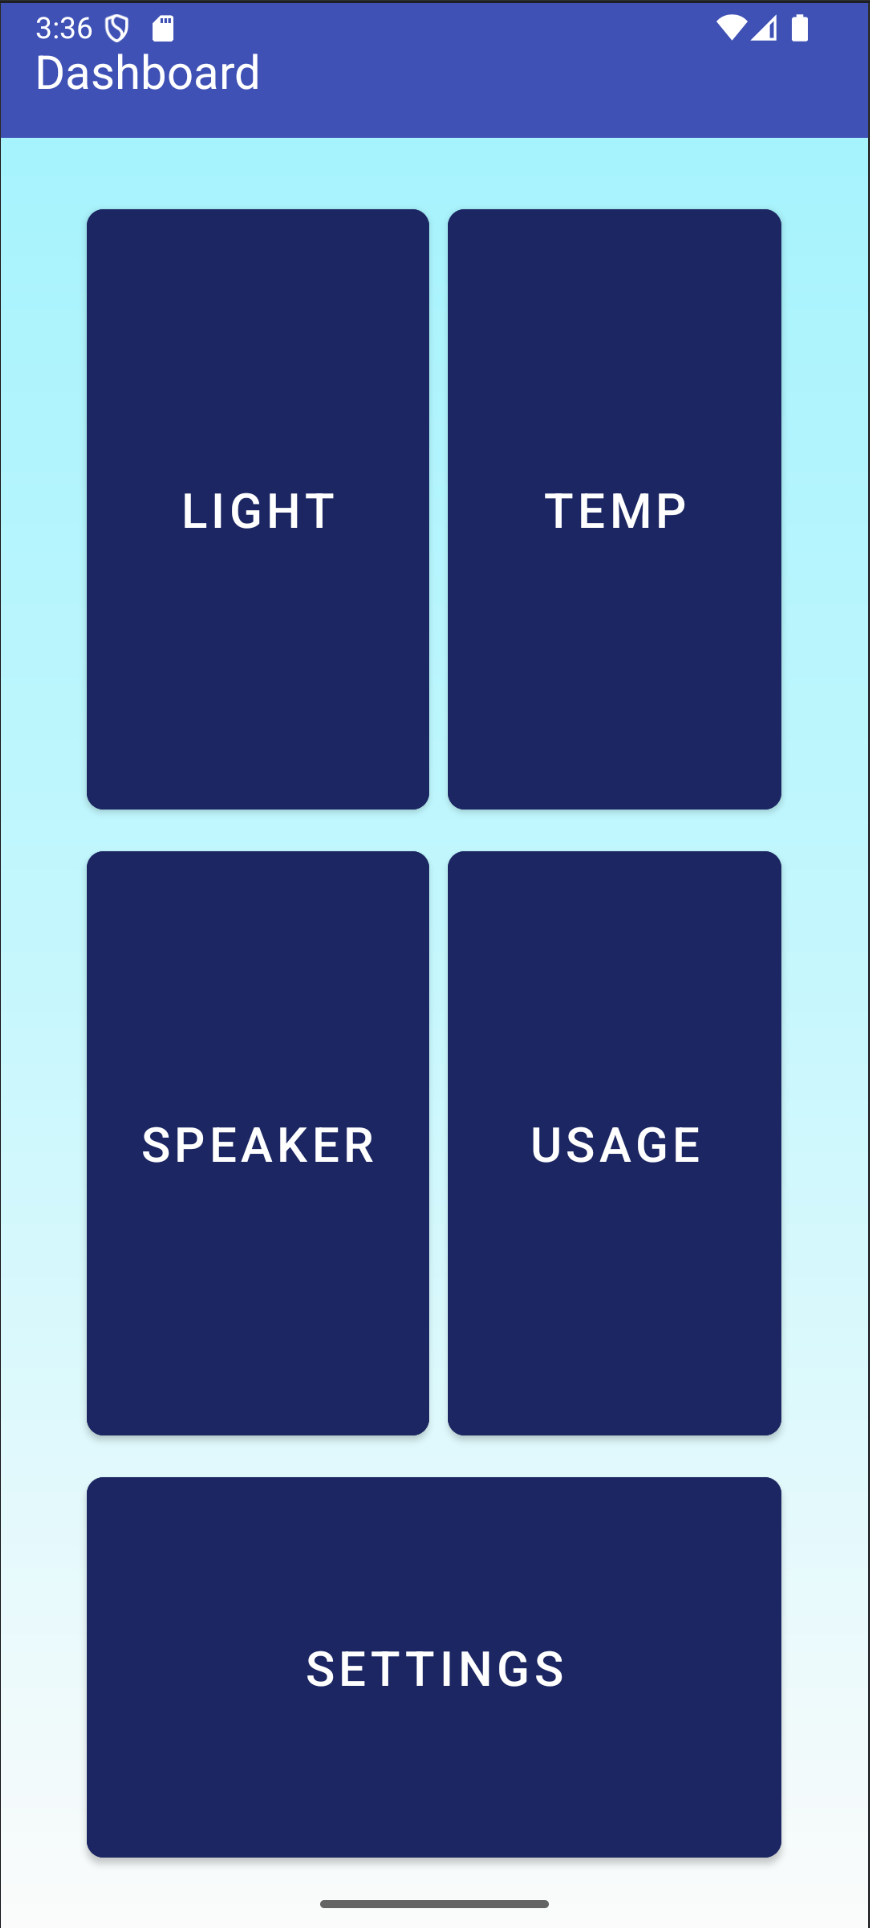 3:36
Dashboard
LIGHT
TEMP
SPEAKER
USAGE
SETTINGS